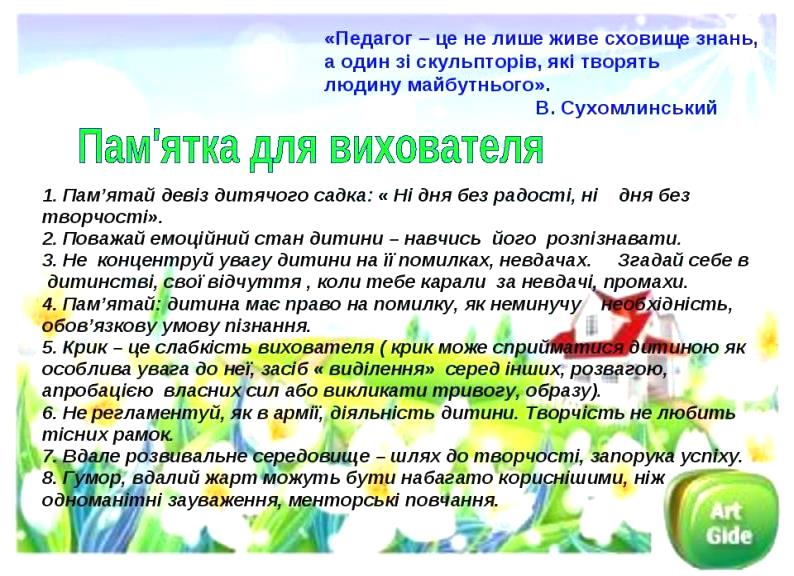 «Педагог – це не лише живе сховище знань,
а один зі скульпторів, які творять
людину майбутнього».
В. Сухомлинський
Пам'ятка для вихователя
1. Пам’ятай девіз дитячого садка: « Ні дня без радості, ні дня без
творчості».
2. Поважай емоційний стан дитини – навчись його розпізнавати.
3. Не концентруй увагу дитини на її помилках, невдачах. Згадай себе в
дитинстві, свої відчуття , коли тебе карали за невдачі, промахи.
4. Пам’ятай: дитина має право на помилку, як неминучу необхідність,
обов’язкову умову пізнання.
5. Крик – це слабкість вихователя ( крик може сприйматися дитиною як
особлива увага до неї, засіб « виділення» серед інших, розвагою,
апробацією власних сил або викликати тривогу, образу).
6. Не регламентуй, як в армії, діяльність дитини. Творчість не любить
тісних рамок.
7. Вдале розвивальне середовище – шлях до творчості, запорука успіху.
8. Гумор, вдалий жарт можуть бути набагато кориснішими, ніж
одноманітні зауваження, менторські повчання.
Art
Gide